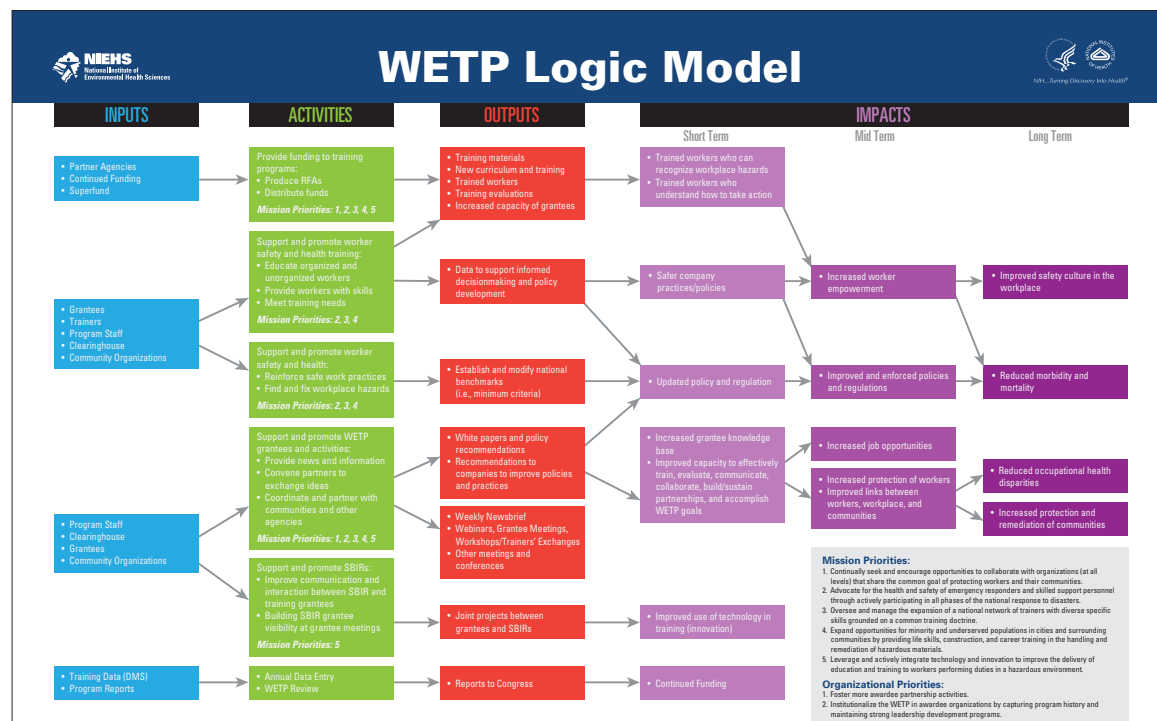 NIEHS
National Institute of
Environmental Health Sciences
WETP Logic Model
NATIONAL INSTITUTES
OF HEALTH
NIH...Turning Discovery Into Health®
INPUTS
ACTIVITIES
OUTPUTS
IMPACTS
Short Term
Mid Term
Long Term
• Partner Agencies
• Continued Funding
• Superfund
Provide funding to training
programs:
• Produce RFAs
• Distribute funds
Mission Priorities: 1, 2, 3, 4, 5
• Training materials
• New curriculum and training
• Trained workers
• Training evaluations
• Increased capacity of grantees
• Trained workers who can
recognize workplace hazards
• Trained workers who
understand how to take action
• Grantees
• Trainers
• Program Staff
• Clearinghouse
• Community Organizations
Support and promote worker
safety and health training:
• Educate organized and
unorganized workers
• Provide workers with skills
• Meet training needs
Mission Priorities: 2, 3, 4
• Data to support informed
decisionmaking and policy
development
• Safer company
practices/policies
• Increased worker
empowerment
• Improved safety culture in the
workplace
Support and promote worker
safety and health:
• Reinforce safe work practices
• Find and fix workplace hazards
Mission Priorities: 2, 3, 4
• Establish and modify national
benchmarks
(i.e., minimum criteria)
• Updated policy and regulation
• Improved and enforced policies
and regulations
• Reduced morbidity and
mortality
• Program Staff
• Clearinghouse
• Grantees
• Community Organizations
Support and promote WETP
grantees and activities:
• Provide news and information
• Convene partners to
exchange ideas
• Coordinate and partner with
communities and other
agencies
Mission Priorities: 1, 2, 3, 4, 5
• White papers and policy
recommendations
• Recommendations to
companies to improve policies
and practices
• Weekly Newsbrief
• Webinars, Grantee Meetings,
Workshops/Trainers' Exchanges
• Other meetings and
conferences
• Increased grantee knowledge
base
• Improved capacity to effectively
train, evaluate, communicate,
collaborate, build/sustain
partnerships, and accomplish
WETP goals
• Increased job opportunities
• Increased protection of workers
• Improved links between
workers, workplace, and
communities
• Reduced occupational health
disparities
• Increased protection and
remediation of communities
Support and promote SBIRs:
• Improve communication and
interaction between SBIR and
training grantees
• Building SBIR grantee
visibility at grantee meetings
Mission Priorities: 5
• Joint projects between
grantees and SBIRs
• Improved use of technology in
training (innovation)
• Training Data (DMS)
• Program Reports
• Annual Data Entry
• WETP Review
• Reports to Congress
• Continued Funding
Mission Priorities:
1. Continually seek and encourage opportunities to collaborate with organizations (at all
levels) that share the common goal of protecting workers and their communities.
2. Advocate for the health and safety of emergency responders and skilled support personnel
through actively participating in all phases of the national response to disasters.
3. Oversee and manage the expansion of a national network of trainers with diverse specific
skills grounded on a common training doctrine.
4. Expand opportunities for minority and underserved populations in cities and surrounding
communities by providing life skills, construction, and career training in the handling and
remediation of hazardous materials.
5. Leverage and actively integrate technology and innovation to improve the delivery of
education and training to workers performing duties in a hazardous environment.
Organizational Priorities:
1. Foster more awardee partnership activities.
2. Institutionalize the WETP in awardee organizations by capturing program history and
maintaining strong leadership development programs.